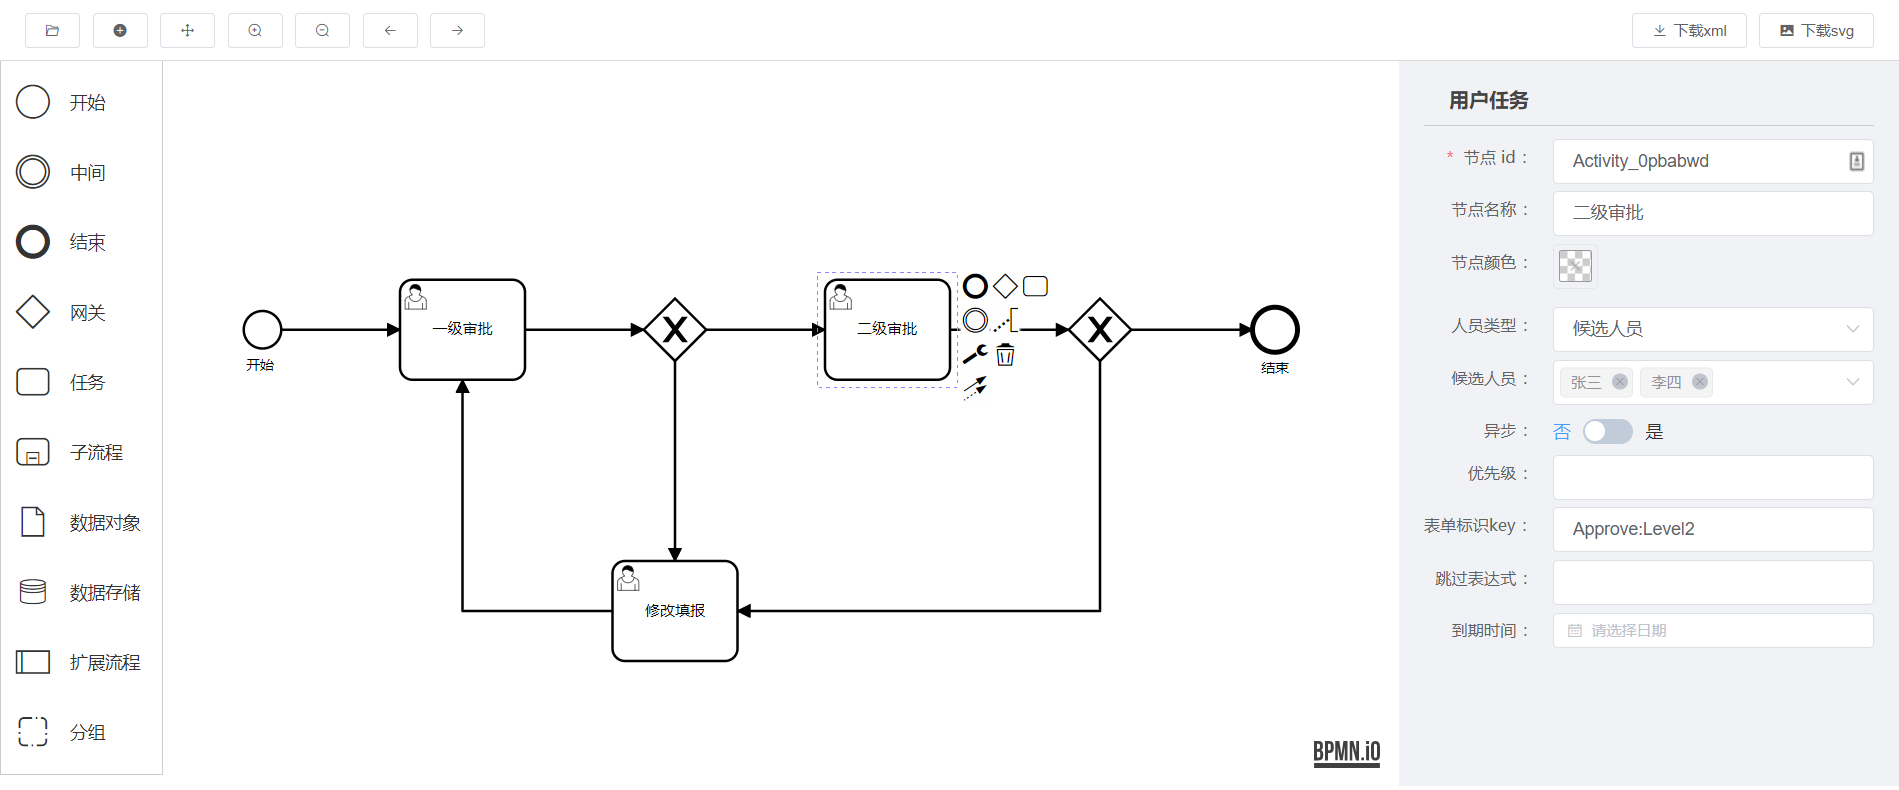 下载xml
下载svg
开始
中间
结束
网关
任务
子流程
数据对象
数据存储
扩展流程
分组
开始
一级审批
二级审批
结束
修改填报
BPMN.iO
用户任务
* 节点 id：
Activity_0pbabwd
节点名称：
二级审批
节点颜色：
人员类型：
候选人员
候选人员：
张三
李四
异步：
否
是
优先级：
表单标识key：
Approve:Level2
跳过表达式：
到期时间：
请选择日期